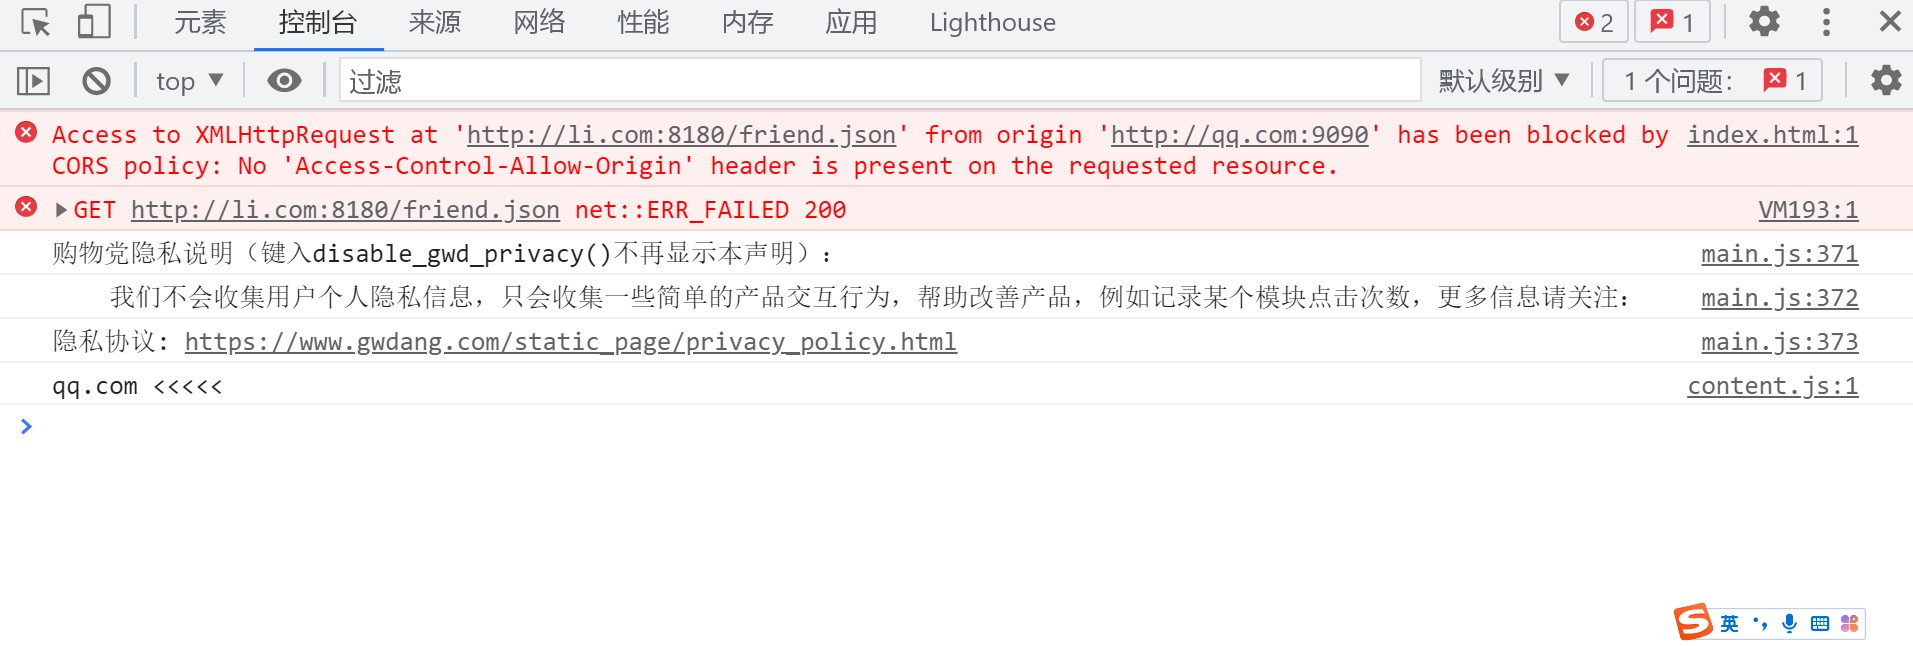 元素 控制台 来源 网络 性能 内存 应用 Lighthouse 2 1
top 过滤 默认级别 1 个问题: 1
Access to XMLHttpRequest at 'http://li.com:8180/friend.json' from origin 'http://qq.com:9090' has been blocked by index.html:1
CORS policy: No 'Access-Control-Allow-Origin' header is present on the requested resource.
GET http://li.com:8180/friend.json net::ERR_FAILED 200 VM193:1
购物党隐私说明（键入disable_gwd_privacy()不再显示本声明）： main.js:371
我们不会收集用户个人隐私信息，只会收集一些简单的产品交互行为，帮助改善产品，例如记录某个模块点击次数，更多信息请关注： main.js:372
隐私协议: https://www.gwdang.com/static_page/privacy_policy.html main.js:373
qq.com <<<<< content.js:1
S 英